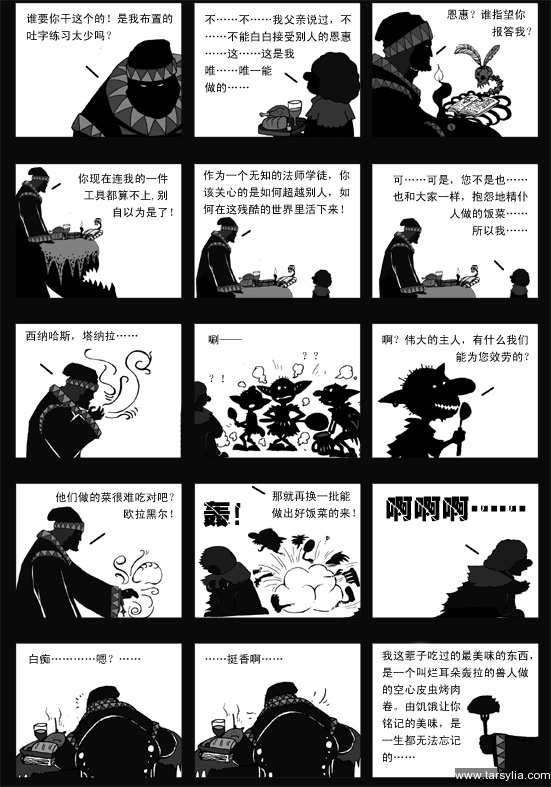 谁要你干这个的！是我布置的
吐字练习太少吗？
不……不……我父亲说过，不
……不能白白接受别人的恩惠
……这……这是我
唯……唯一能
做的……
恩惠？谁指望你
报答我？
你现在连我的一件
工具都算不上，别
自以为是了！
作为一个无知的法师学徒，你
该关心的是如何超越别人，如
何在这残酷的世界里活下来！
可……可是，您不是也……
也和大家一样，抱怨地精仆
人做的饭菜……
所以我……
西纳哈斯，塔纳拉……
唰——
？？
？！
啊？伟大的主人，有什么我们
能为您效劳的？
他们做的菜很难吃对吧？
欧拉黑尔！
轰！
那就再换一批能
做出好饭菜的来！
啊啊啊……
白痴…………嗯？……
……挺香啊……
我这辈子吃过的最美味的东西，
是一个叫烂耳朵轰拉的兽人做
的空心皮虫烤肉
卷。由饥饿让你
铭记的美味，是
一生都无法忘记
的……
www.tarsylia.com